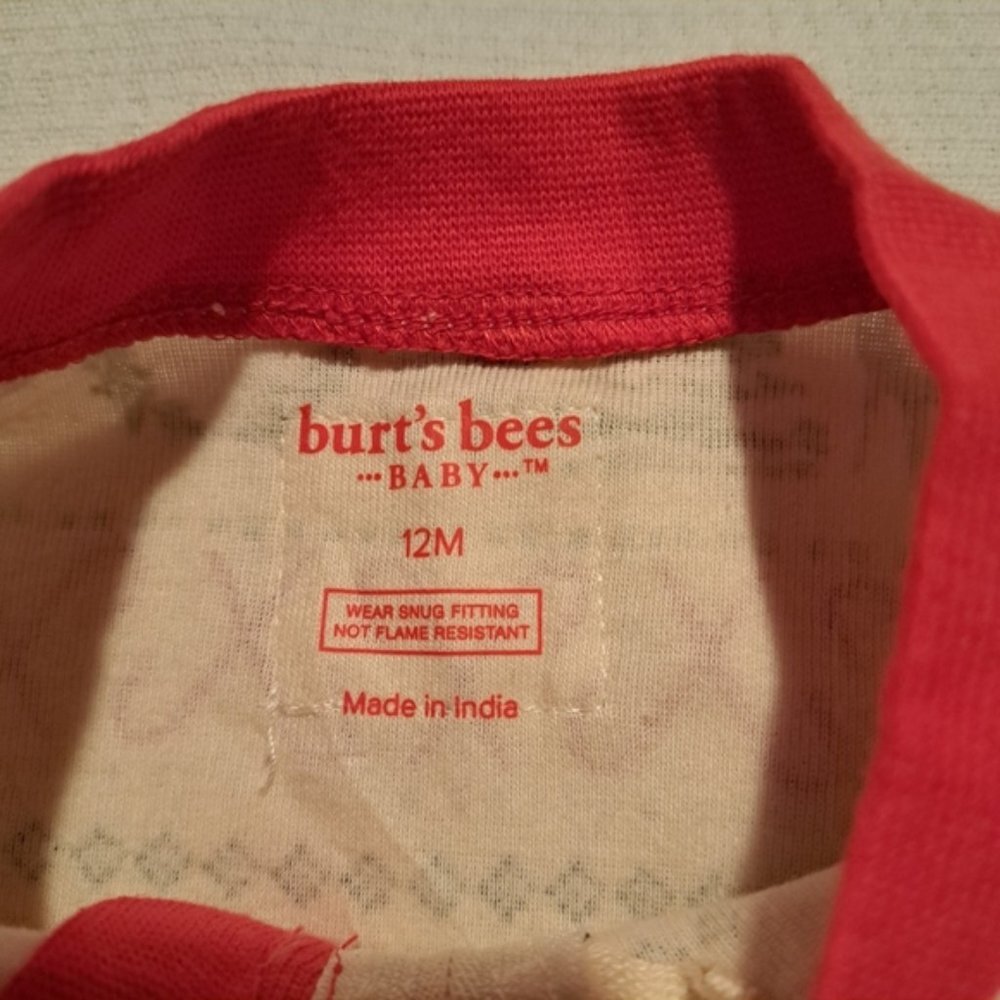 burt's bees
···BABY···™
12M
WEAR SNUG FITTING
NOT FLAME RESISTANT
Made in India